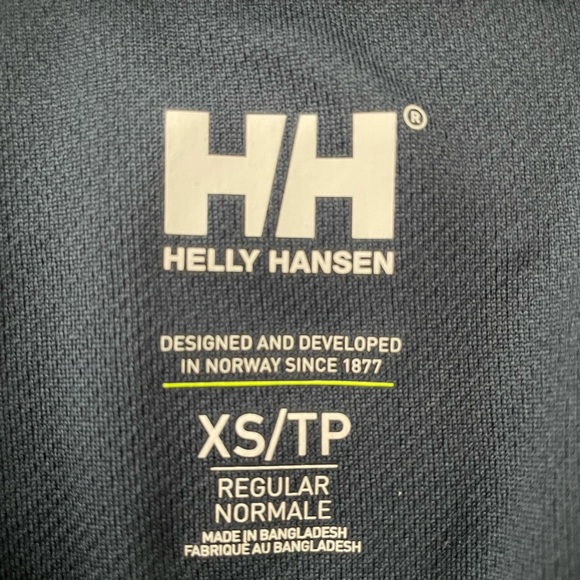 HH®
HELLY HANSEN
DESIGNED AND DEVELOPED
IN NORWAY SINCE 1877
XS/TP
REGULAR
NORMALE
MADE IN BANGLADESH
FABRIQUÉ AU BANGLADESH